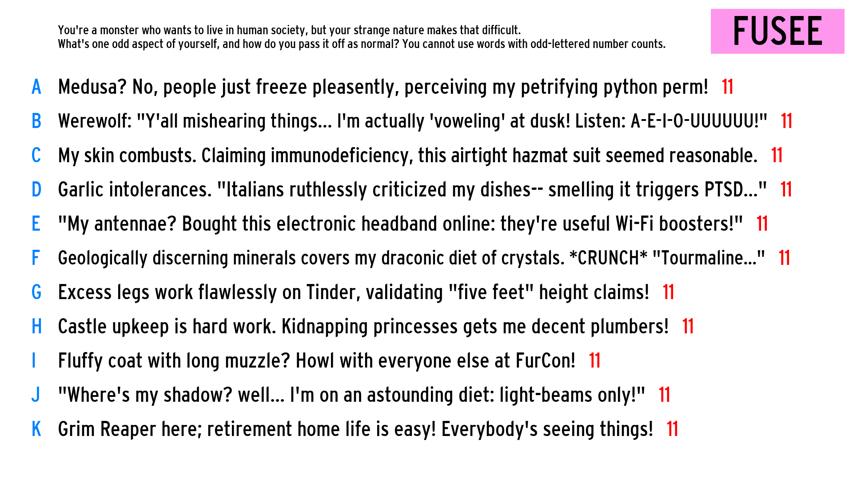 You're a monster who wants to live in human society, but your strange nature makes that difficult.
What's one odd aspect of yourself, and how do you pass it off as normal? You cannot use words with odd-lettered number counts.
FUSEE
A Medusa? No, people just freeze pleasently, perceiving my petrifying python perm! 11
B Werewolf: "Y'all mishearing things... I'm actually 'voweling' at dusk! Listen: A-E-I-O-UUUUUU!" 11
C My skin combusts. Claiming immunodeficiency, this airtight hazmat suit seemed reasonable. 11
D Garlic intolerances. "Italians ruthlessly criticized my dishes-- smelling it triggers PTSD..." 11
E "My antennae? Bought this electronic headband online: they're useful Wi-Fi boosters!" 11
F Geologically discerning minerals covers my draconic diet of crystals. *CRUNCH* "Tourmaline..." 11
G Excess legs work flawlessly on Tinder, validating "five feet" height claims! 11
H Castle upkeep is hard work. Kidnapping princesses gets me decent plumbers! 11
I Fluffy coat with long muzzle? Howl with everyone else at FurCon! 11
J "Where's my shadow? well... I'm on an astounding diet: light-beams only!" 11
K Grim Reaper here; retirement home life is easy! Everybody's seeing things! 11